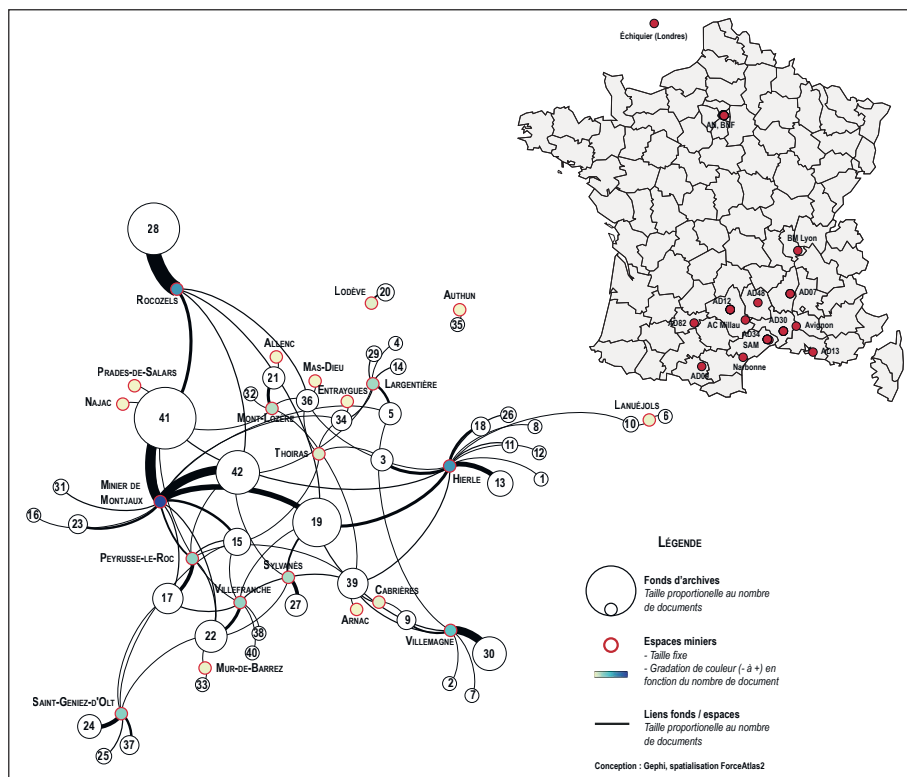 Échiquier (Londres)
AN, BNF
BM Lyon
AD48
AD07
AD12
AD82
AC Millau
AD30
Avignon
AD34
SAM
AD13
Narbonne
28
Rocozels
Lodève
20
Authun
35
Allenc
4
29
14
Prades-de-Salars
21
Mas-Dieu
Largentière
Najac
32
36
Entraygues
Mont-Lozère
41
34
5
Lanuéjols
26
18
8
10
6
Thoiras
3
11
12
42
Hierle
13
1
31
Minier de
Montjaux
16
23
19
15
Peyrusse-le-Roc
Sylvanès
17
Villefranche
27
39
Cabrières
Arnac
9
22
38
40
Villemagne
30
Mur-de-Barrez
33
2
7
Saint-Geniez-d'Olt
24
25
37
Légende
Fonds d'archives
Taille proportionelle au nombre
de documents
Espaces miniers
- Taille fixe
- Gradation de couleur (- à +) en
fonction du nombre de document
Liens fonds / espaces
Taille proportionelle au nombre
de documents
Conception : Gephi, spatialisation ForceAtlas2